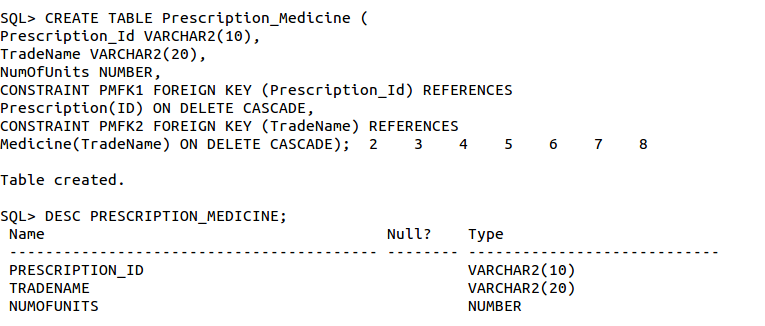 SQL> CREATE TABLE Prescription_Medicine (
Prescription_Id VARCHAR2(10),
TradeName VARCHAR2(20),
NumOfUnits NUMBER,
CONSTRAINT PMFK1 FOREIGN KEY (Prescription_Id) REFERENCES
Prescription(ID) ON DELETE CASCADE,
CONSTRAINT PMFK2 FOREIGN KEY (TradeName) REFERENCES
Medicine(TradeName) ON DELETE CASCADE);  2    3    4    5    6    7    8
Table created.
SQL> DESC PRESCRIPTION_MEDICINE;
 Name                                      Null?    Type
 ----------------------------------------- -------- ----------------------------
 PRESCRIPTION_ID                                    VARCHAR2(10)
 TRADENAME                                          VARCHAR2(20)
 NUMOFUNITS                                         NUMBER